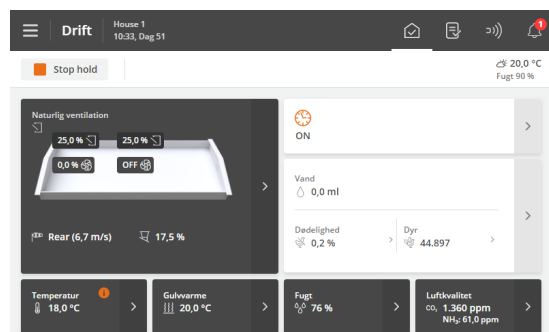 Drift
House 1
10:33, Dag 51
1
Stop hold
20,0 °C
Fugt 90 %
Naturlig ventilation
25,0 % 25,0 %
0,0 % OFF
Rear (6,7 m/s) 17,5 %
ON
Vand
0,0 ml
Dødelighed Dyr
0,2 % 44.897
Temperatur Gulvvarme Fugt Luftkvalitet
18,0 °C 20,0 °C 76 % CO₂ 1.360 ppm
NH₃: 61,0 ppm